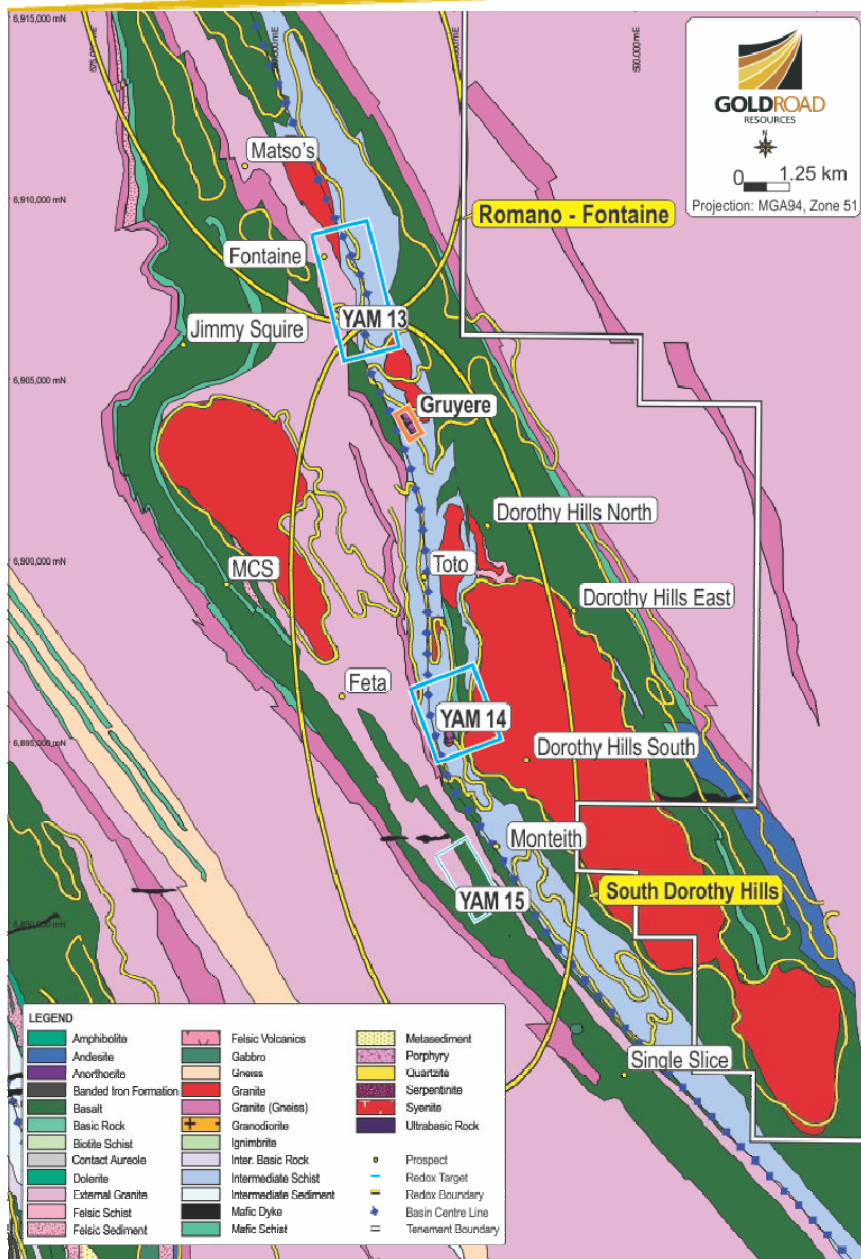 6,915,000 mN
GOLDROAD
RESOURCES
N
0 1.25 km
Projection: MGA94, Zone 51
Matso's
6,910,000 mN
Romano - Fontaine
Fontaine
YAM 13
Jimmy Squire
6,905,000 mN
Gruyere
Dorothy Hills North
6,900,000 mN
MCS
Toto
Dorothy Hills East
Feta
YAM 14
6,895,000 mN
Dorothy Hills South
Monteith
YAM 15
South Dorothy Hills
Single Slice
LEGEND
Amphibolite
Andesite
Anorthocite
Banded Iron Formation
Basalt
Basic Rock
Biotite Schist
Contact Aureole
Dolerite
External Granite
Felsic Schist
Felsic Sediment
Felsic Volcanics
Gabbro
Gneiss
Granite
Granite (Gneiss)
Granodiorite
Ignimbrite
Inter. Basic Rock
Intermediate Schist
Intermediate Sediment
Mafic Dyke
Mafic Schist
Metasediment
Porphyry
Quartzite
Serpentinite
Syenite
Ultrabasic Rock
Prospect
Redox Target
Redox Boundary
Basin Centre Line
Tenement Boundary